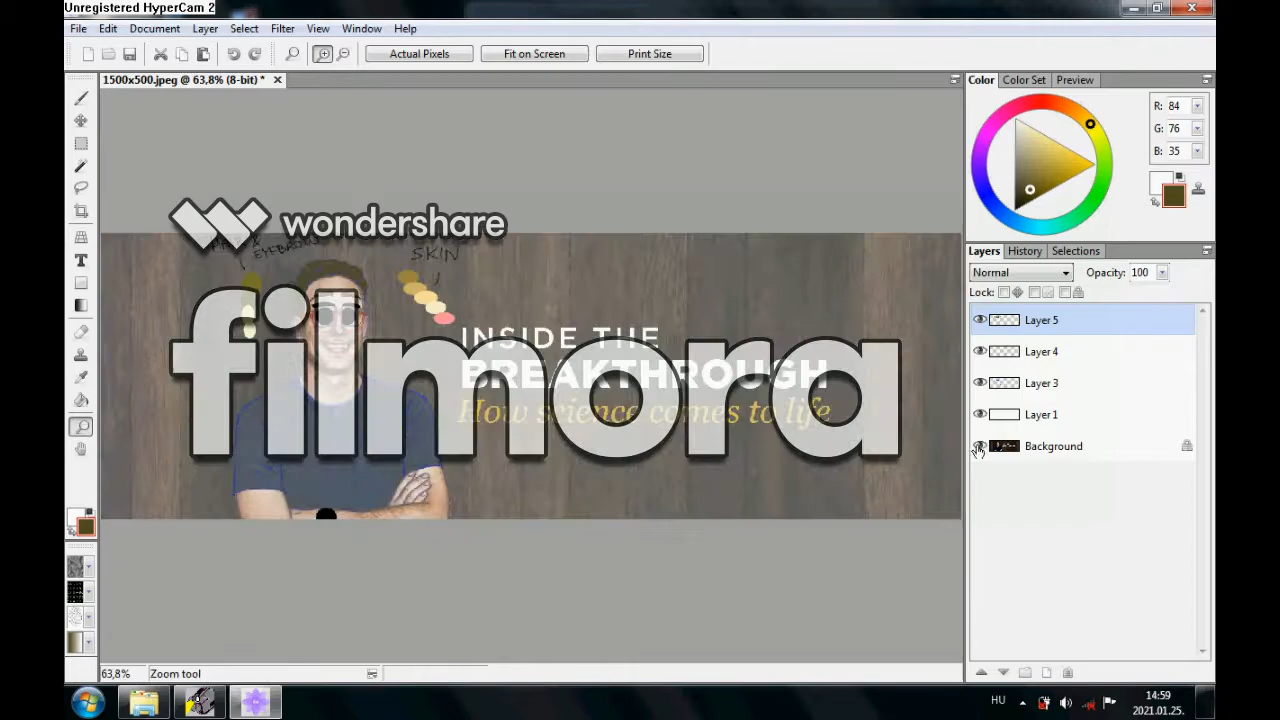 Unregistered HyperCam 2
File Edit Document Layer Select Filter View Window Help
Actual Pixels Fit on Screen Print Size
1500x500.jpeg @ 63,8% (8-bit) *
Color Color Set Preview
R: 84
G: 76
B: 35
wondershare
filmora
EYEBROWS
SKIN
INSIDE THE
BREAKTHROUGH
How science comes to life
Layers History Selections
Normal Opacity: 100
Lock:
Layer 5
Layer 4
Layer 3
Layer 1
Background
63,8% Zoom tool
HU 14:59
2021.01.25.